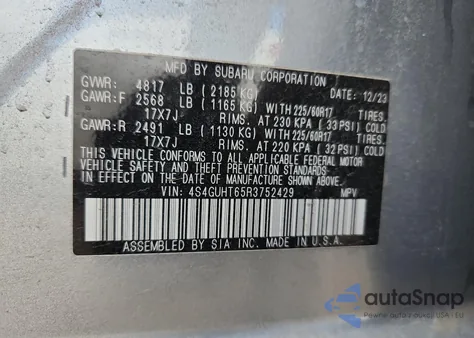 MFD BY SUBARU CORPORATION DATE: 12/23
GVWR: 4817 LB (2185 KG)
GAWR:F 2568 LB (1165 KG) WITH 225/60R17 TIRES,
17X7J RIMS, AT 230 KPA (33 PSI) COLD
GAWR:R 2491 LB (1130 KG) WITH 225/60R17 TIRES,
17X7J RIMS, AT 220 KPA (32 PSI) COLD
THIS VEHICLE CONFORMS TO ALL APPLICABLE FEDERAL MOTOR
VEHICLE SAFETY AND THEFT PREVENTION STANDARDS
IN EFFECT ON THE DATE OF MANUFACTURE SHOWN ABOVE.
VIN: 4S4GUHT65R3752429 MPV
ASSEMBLED BY SIA INC. MADE IN U.S.A.
autoSnap